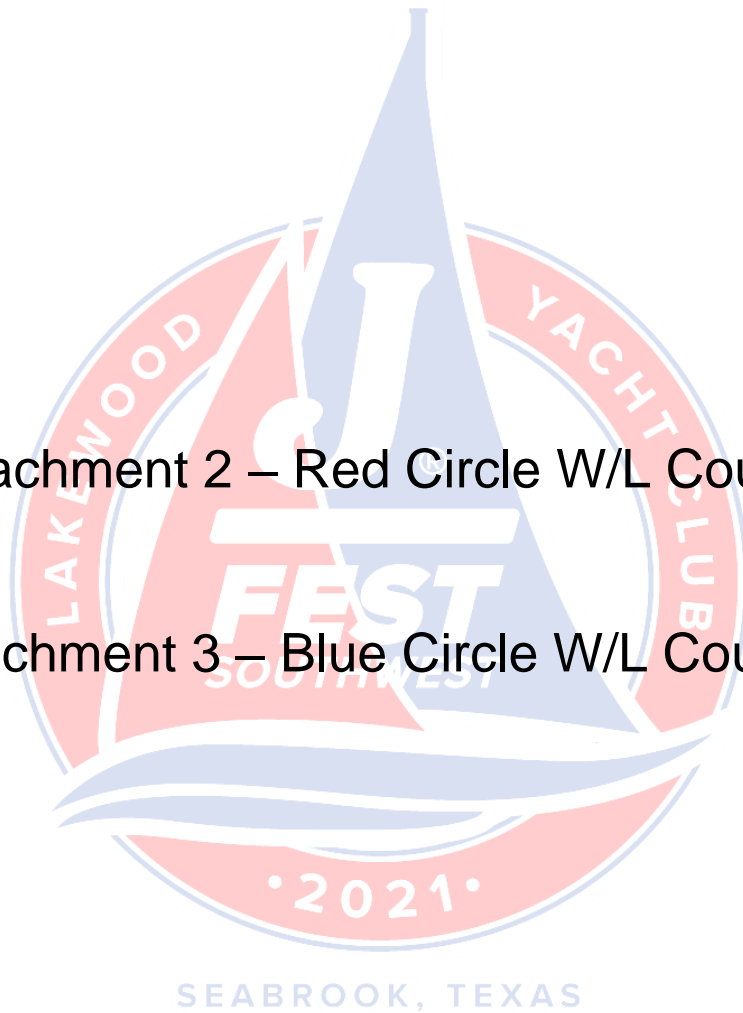 LAKEWOOD YACHT CLUB
J
achment 2 – Red Circle W/L Cou
®
FEST
chment 3 – Blue Circle W/L Cou
SOUTHWEST
•2021•
SEABROOK, TEXAS